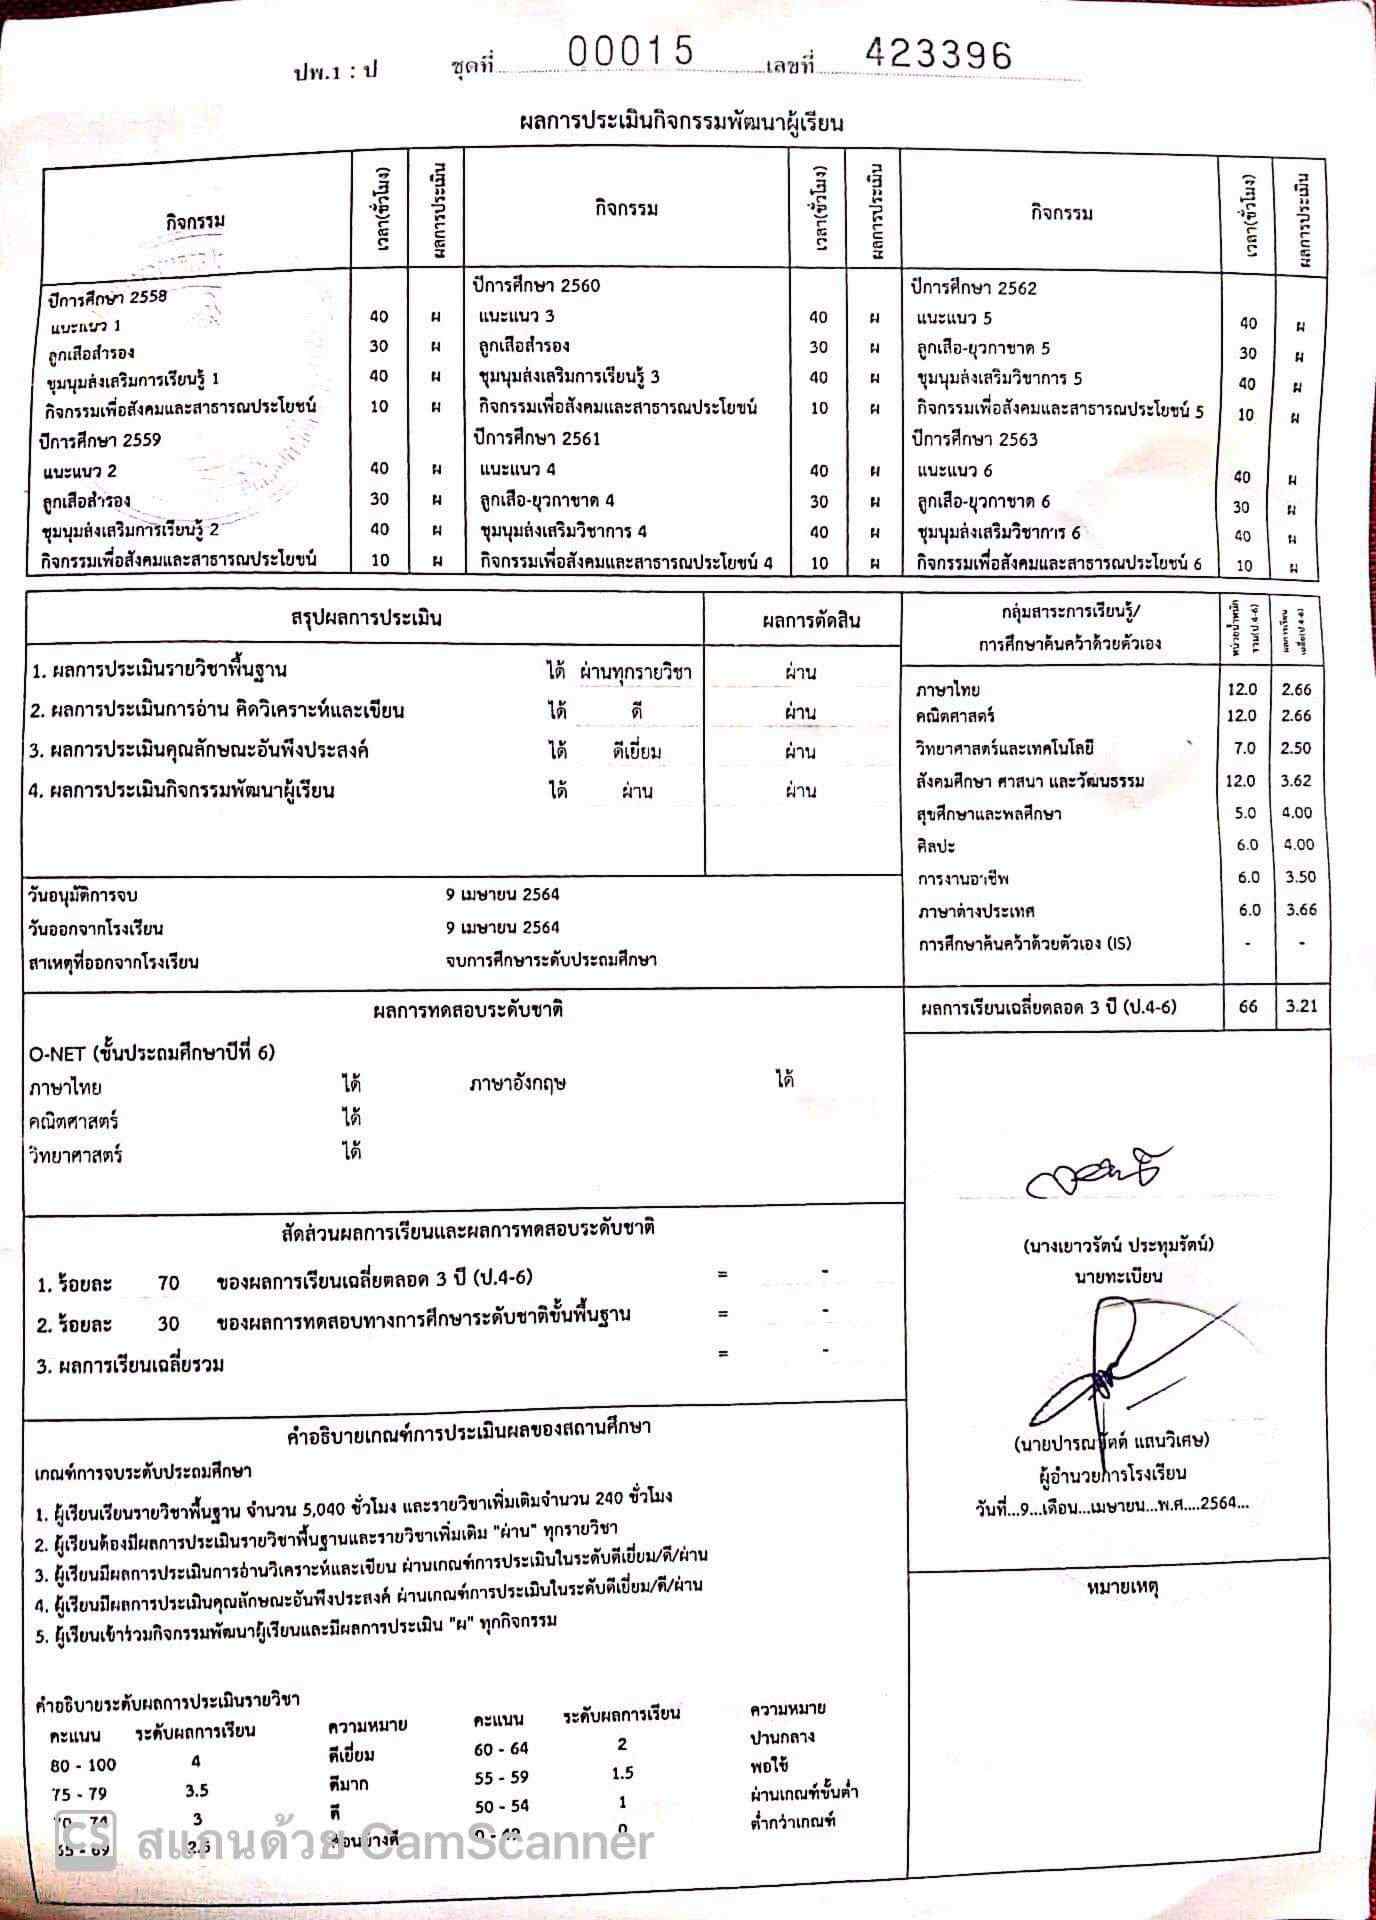 ปพ.1 : ป ชุดที่ 00015 เลขที่ 423396
ผลการประเมินกิจกรรมพัฒนาผู้เรียน
กิจกรรม เวลา(ชั่วโมง) ผลการประเมิน กิจกรรม เวลา(ชั่วโมง) ผลการประเมิน กิจกรรม เวลา(ชั่วโมง) ผลการประเมิน
ปีการศึกษา 2558 ปีการศึกษา 2560 ปีการศึกษา 2562
แนะแนว 1 40 ผ แนะแนว 3 40 ผ แนะแนว 5 40 ผ
ลูกเสือสำรอง 30 ผ ลูกเสือสำรอง 30 ผ ลูกเสือ-ยุวกาชาด 5 30 ผ
ชุมนุมส่งเสริมการเรียนรู้ 1 40 ผ ชุมนุมส่งเสริมการเรียนรู้ 3 40 ผ ชุมนุมส่งเสริมวิชาการ 5 40 ผ
กิจกรรมเพื่อสังคมและสาธารณประโยชน์ 10 ผ กิจกรรมเพื่อสังคมและสาธารณประโยชน์ 10 ผ กิจกรรมเพื่อสังคมและสาธารณประโยชน์ 5 10 ผ
ปีการศึกษา 2559 ปีการศึกษา 2561 ปีการศึกษา 2563
แนะแนว 2 40 ผ แนะแนว 4 40 ผ แนะแนว 6 40 ผ
ลูกเสือสำรอง 30 ผ ลูกเสือ-ยุวกาชาด 4 30 ผ ลูกเสือ-ยุวกาชาด 6 30 ผ
ชุมนุมส่งเสริมการเรียนรู้ 2 40 ผ ชุมนุมส่งเสริมวิชาการ 4 40 ผ ชุมนุมส่งเสริมวิชาการ 6 40 ผ
กิจกรรมเพื่อสังคมและสาธารณประโยชน์ 10 ผ กิจกรรมเพื่อสังคมและสาธารณประโยชน์ 4 10 ผ กิจกรรมเพื่อสังคมและสาธารณประโยชน์ 6 10 ผ
สรุปผลการประเมิน ผลการตัดสิน
1. ผลการประเมินรายวิชาพื้นฐาน ได้ ผ่านทุกรายวิชา ผ่าน
2. ผลการประเมินการอ่าน คิดวิเคราะห์และเขียน ได้ ดี ผ่าน
3. ผลการประเมินคุณลักษณะอันพึงประสงค์ ได้ ดีเยี่ยม ผ่าน
4. ผลการประเมินกิจกรรมพัฒนาผู้เรียน ได้ ผ่าน ผ่าน
วันอนุมัติการจบ 9 เมษายน 2564
วันออกจากโรงเรียน 9 เมษายน 2564
สาเหตุที่ออกจากโรงเรียน จบการศึกษาระดับประถมศึกษา
กลุ่มสาระการเรียนรู้/
การศึกษาค้นคว้าด้วยตัวเอง
หน่วยน้ำหนัก
รวม(ป.4-6)
ผลการเรียน
เฉลี่ย(ป.4-6)
ภาษาไทย 12.0 2.66
คณิตศาสตร์ 12.0 2.66
วิทยาศาสตร์และเทคโนโลยี 7.0 2.50
สังคมศึกษา ศาสนา และวัฒนธรรม 12.0 3.62
สุขศึกษาและพลศึกษา 5.0 4.00
ศิลปะ 6.0 4.00
การงานอาชีพ 6.0 3.50
ภาษาต่างประเทศ 6.0 3.66
การศึกษาค้นคว้าด้วยตัวเอง (IS) - -
ผลการเรียนเฉลี่ยตลอด 3 ปี (ป.4-6) 66 3.21
ผลการทดสอบระดับชาติ
O-NET (ชั้นประถมศึกษาปีที่ 6)
ภาษาไทย ได้ ภาษาอังกฤษ ได้
คณิตศาสตร์ ได้
วิทยาศาสตร์ ได้
สัดส่วนผลการเรียนและผลการทดสอบระดับชาติ
1. ร้อยละ 70 ของผลการเรียนเฉลี่ยตลอด 3 ปี (ป.4-6) = -
2. ร้อยละ 30 ของผลการทดสอบทางการศึกษาระดับชาติขั้นพื้นฐาน = -
3. ผลการเรียนเฉลี่ยรวม = -
(นางเยาวรัตน์ ประทุมรัตน์)
นายทะเบียน
แสนวิเศษ)
ผู้อำนวยการโรงเรียน
วันที่...9...เดือน...เมษายน...พ.ศ....2564...
หมายเหตุ
คำอธิบายเกณฑ์การประเมินผลของสถานศึกษา
เกณฑ์การจบระดับประถมศึกษา
1. ผู้เรียนเรียนรายวิชาพื้นฐาน จำนวน 5,040 ชั่วโมง และรายวิชาเพิ่มเติมจำนวน 240 ชั่วโมง
2. ผู้เรียนต้องมีผลการประเมินรายวิชาพื้นฐานและรายวิชาเพิ่มเติม "ผ่าน" ทุกรายวิชา
3. ผู้เรียนมีผลการประเมินการอ่านวิเคราะห์และเขียน ผ่านเกณฑ์การประเมินในระดับดีเยี่ยม/ดี/ผ่าน
4. ผู้เรียนมีผลการประเมินคุณลักษณะอันพึงประสงค์ ผ่านเกณฑ์การประเมินในระดับดีเยี่ยม/ดี/ผ่าน
5. ผู้เรียนเข้าร่วมกิจกรรมพัฒนาผู้เรียนและมีผลการประเมิน "ผ" ทุกกิจกรรม
คำอธิบายระดับผลการประเมินรายวิชา
คะแนน ระดับผลการเรียน ความหมาย คะแนน ระดับผลการเรียน ความหมาย
80 - 100 4 ดีเยี่ยม 60 - 64 2 ปานกลาง
75 - 79 3.5 ดีมาก 55 - 59 1.5 พอใช้
70 - 74 3 ดี 50 - 54 1 ผ่านเกณฑ์ขั้นต่ำ
65 - 69 2.5 ค่อนข้างดี 0 - 49 0 ต่ำกว่าเกณฑ์
CS สแกนด้วย CamScanner